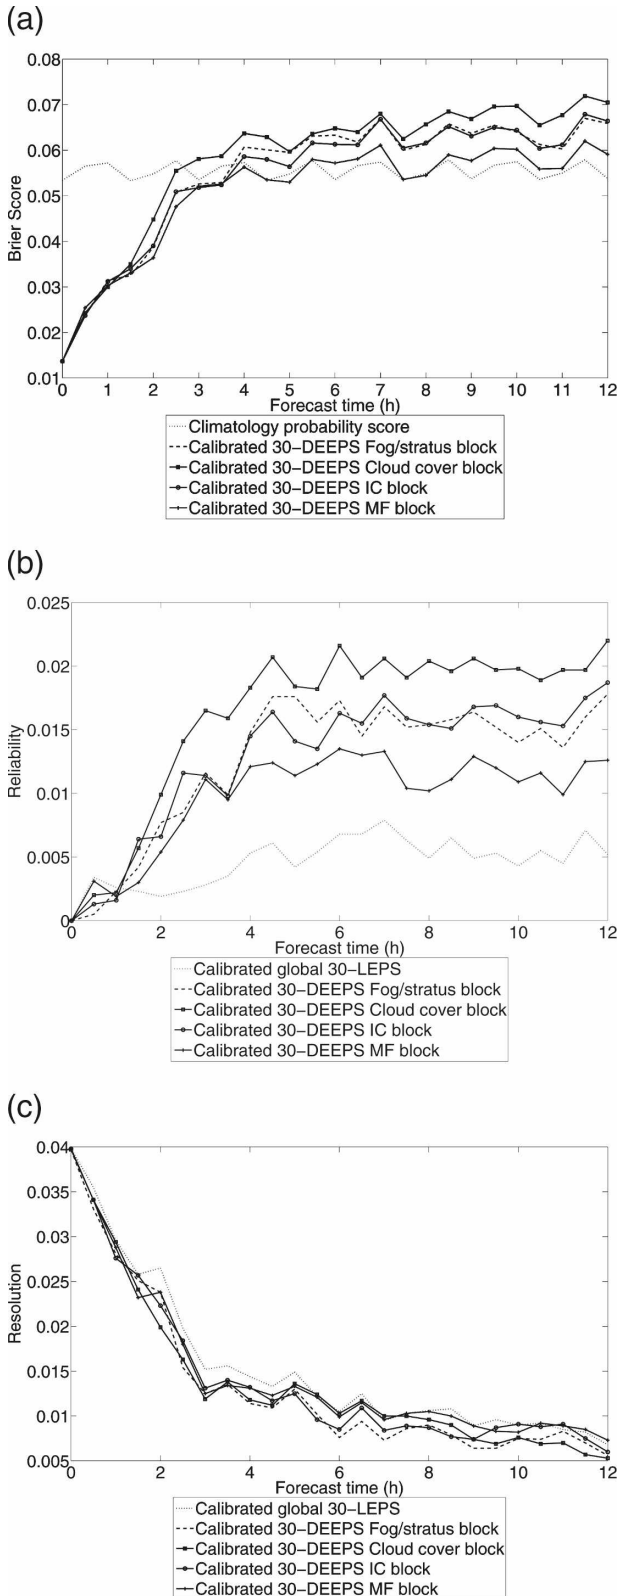 (a)
0.08
0.07
0.06
0.05
0.04
0.03
0.02
0.01
Brier Score
0 1 2 3 4 5 6 7 8 9 10 11 12
Forecast time (h)
Climatology probability score
Calibrated 30−DEEPS Fog/stratus block
Calibrated 30−DEEPS Cloud cover block
Calibrated 30−DEEPS IC block
Calibrated 30−DEEPS MF block
(b)
0.025
0.02
0.015
0.01
0.005
0
Reliability
0 2 4 6 8 10 12
Forecast time (h)
Calibrated global 30−LEPS
Calibrated 30−DEEPS Fog/stratus block
Calibrated 30−DEEPS Cloud cover block
Calibrated 30−DEEPS IC block
Calibrated 30−DEEPS MF block
(c)
0.04
0.035
0.03
0.025
0.02
0.015
0.01
0.005
Resolution
0 2 4 6 8 10 12
Forecast time (h)
Calibrated global 30−LEPS
Calibrated 30−DEEPS Fog/stratus block
Calibrated 30−DEEPS Cloud cover block
Calibrated 30−DEEPS IC block
Calibrated 30−DEEPS MF block